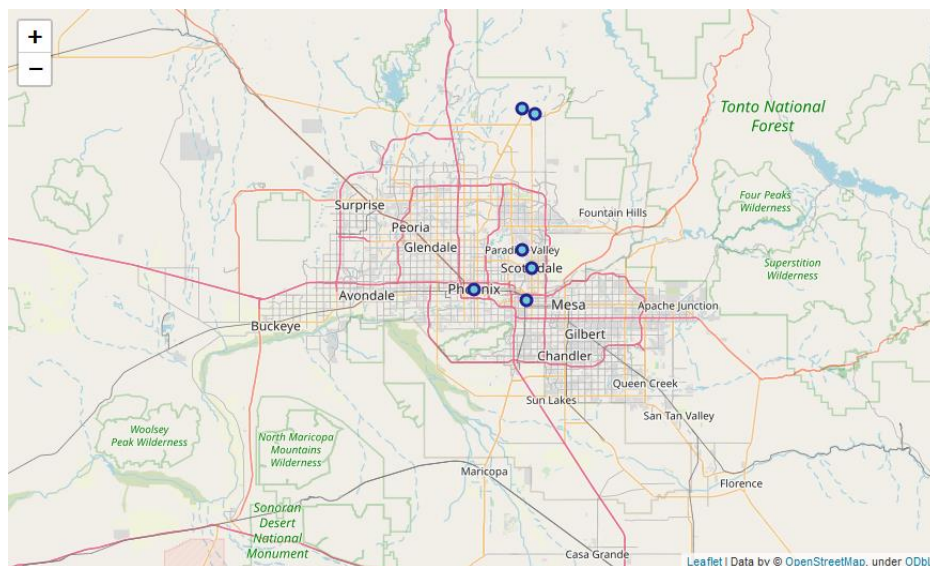 +
−
Tonto National
Forest
Four Peaks
Wilderness
Surprise
Fountain Hills
Peoria
Glendale
Paradise Valley
Superstition
Wilderness
Scottsdale
Phoenix
Avondale
Mesa
Apache Junction
Buckeye
Gilbert
Chandler
Queen Creek
Sun Lakes
San Tan Valley
Woolsey
Peak Wilderness
North Maricopa
Mountains
Wilderness
Maricopa
Florence
Sonoran
Desert
National
Monument
Casa Grande
Leaflet | Data by © OpenStreetMap, under ODbl